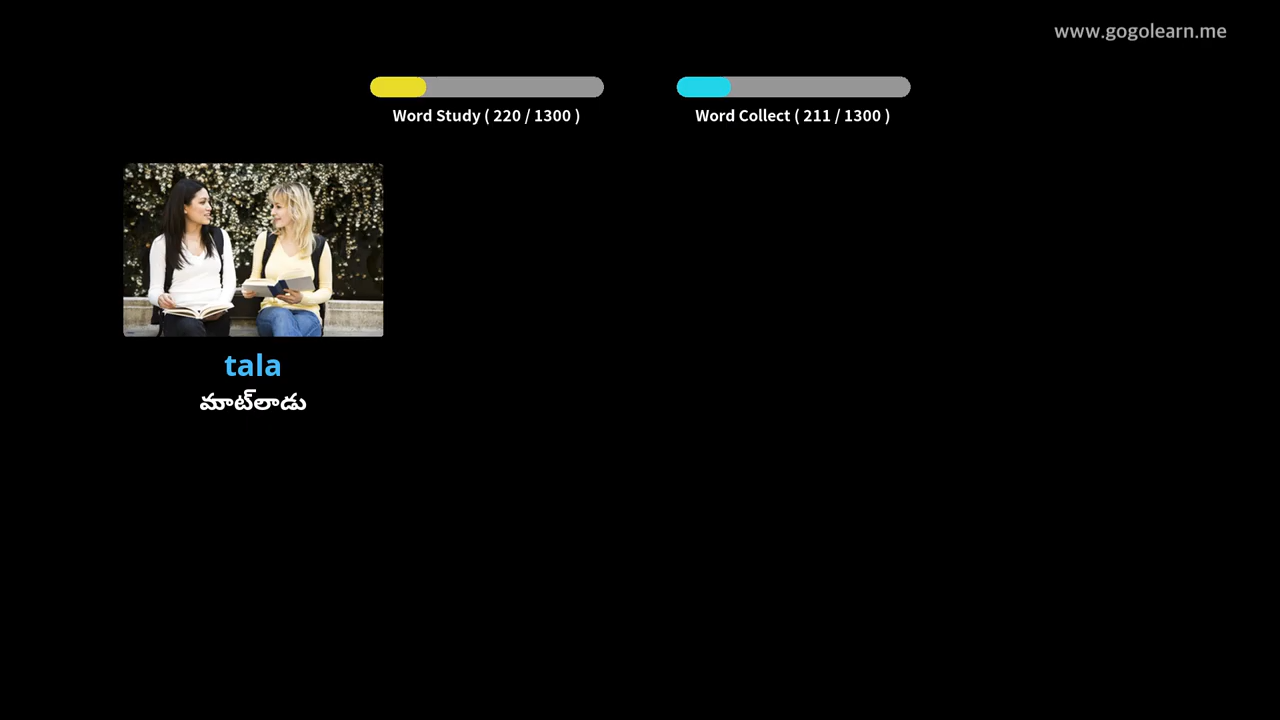 www.gogolearn.me
Word Study ( 220 / 1300 )
Word Collect ( 211 / 1300 )
tala
మాట్‌లాడు